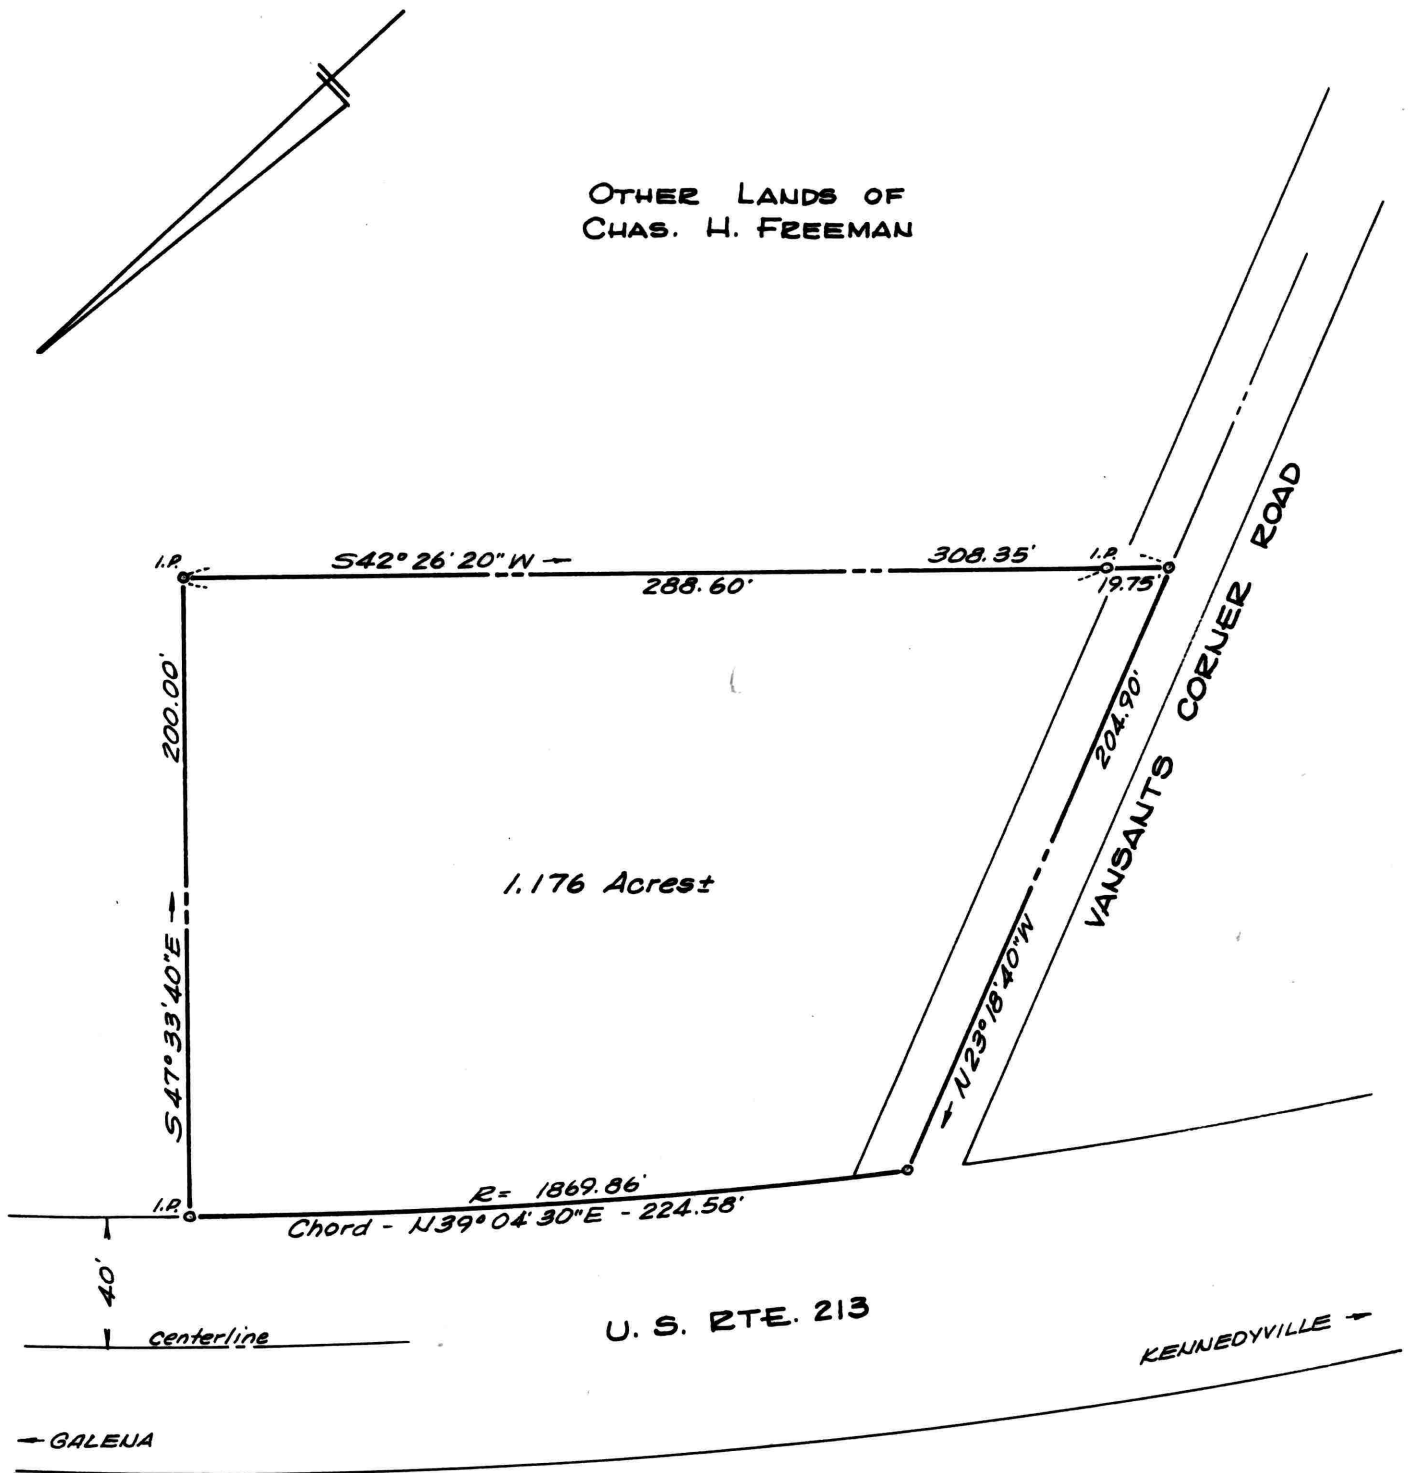 OTHER LANDS OF
CHAS. H. FREEMAN
I.P.
S42° 26' 20" W →
308.35'
I.P.
288.60'
19.75'
200.00'
S47° 33' 40" E →
204.90'
← N23° 18' 40" W
VANSANTS CORNER ROAD
1.176 Acres±
I.P.
R= 1869.86'
Chord - N39° 04' 30" E - 224.58'
40'
centerline
U. S. RTE. 213
KENNEDYVILLE →
← GALENA